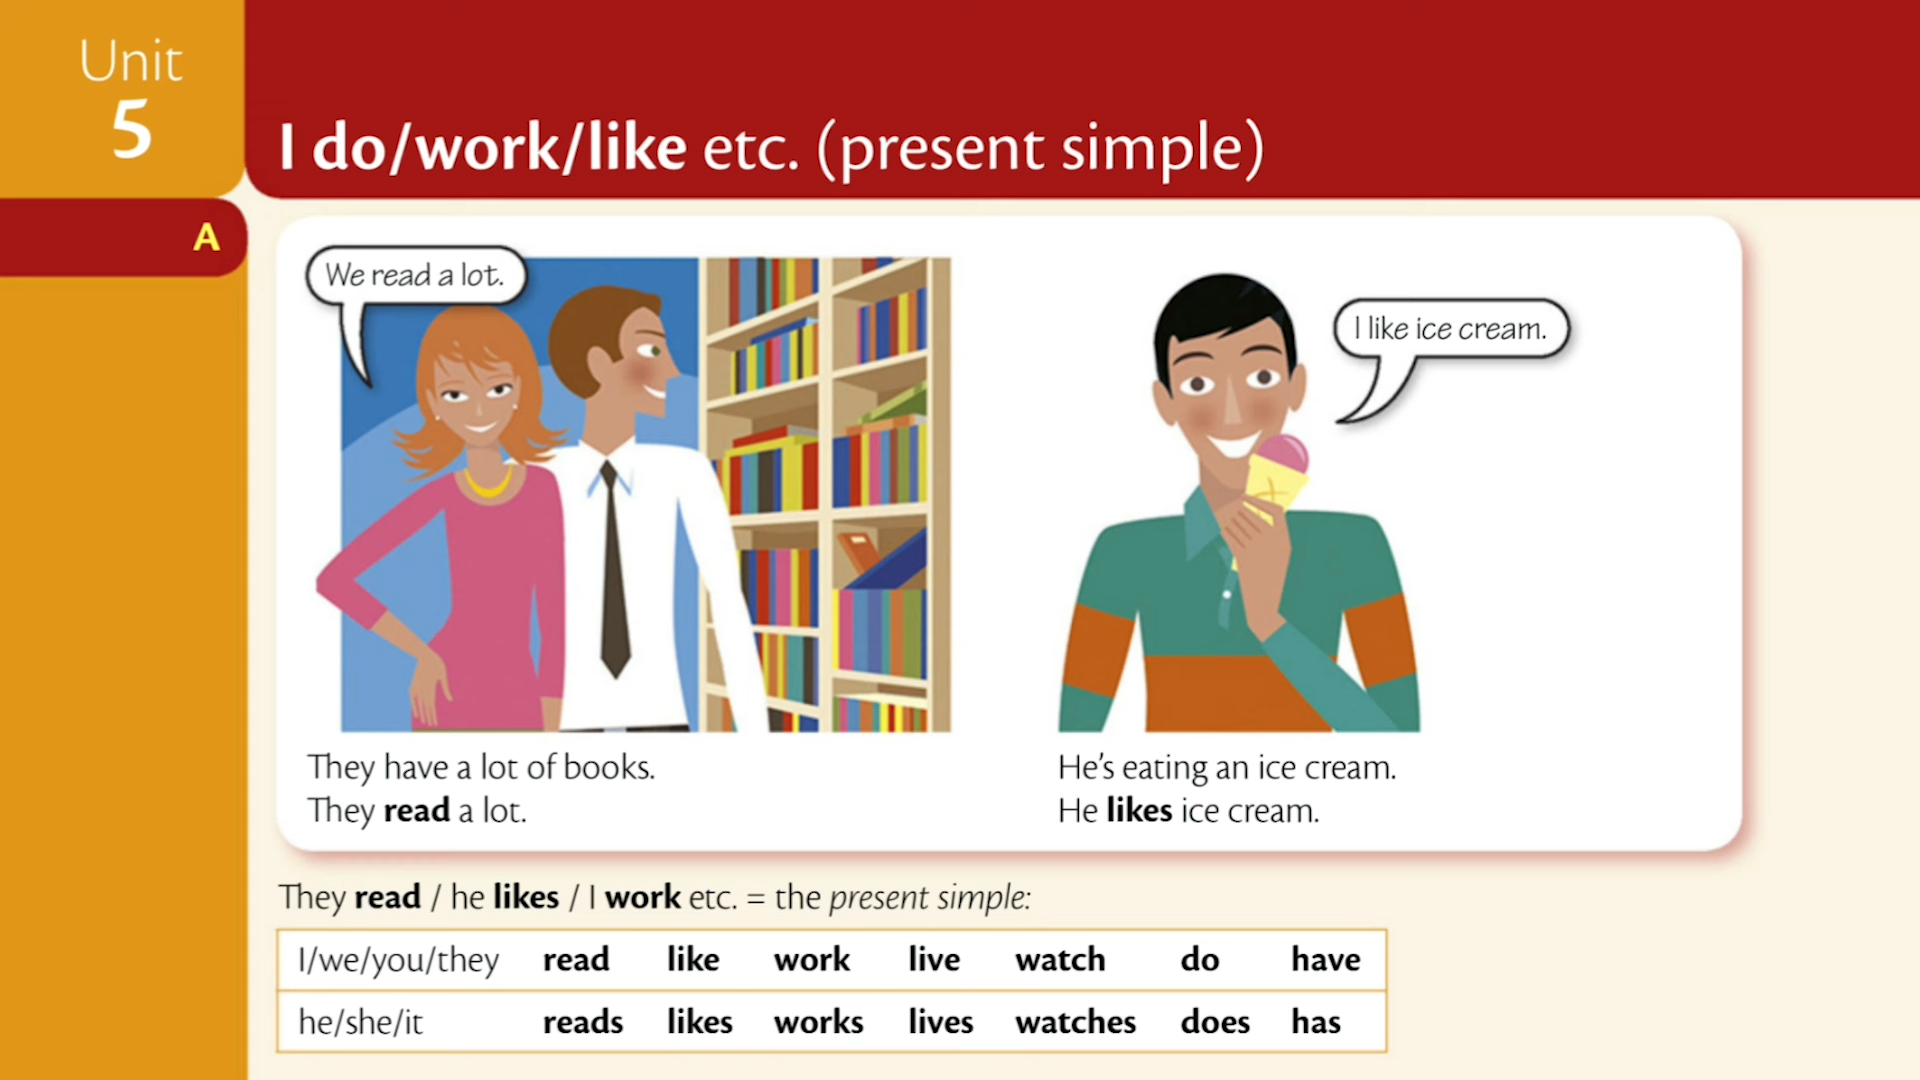 Unit
5
I do/work/like etc. (present simple)
A
We read a lot.
I like ice cream.
They have a lot of books.
They read a lot.
He's eating an ice cream.
He likes ice cream.
They read / he likes / I work etc. = the present simple:
I/we/you/they read like work live watch do have
he/she/it reads likes works lives watches does has